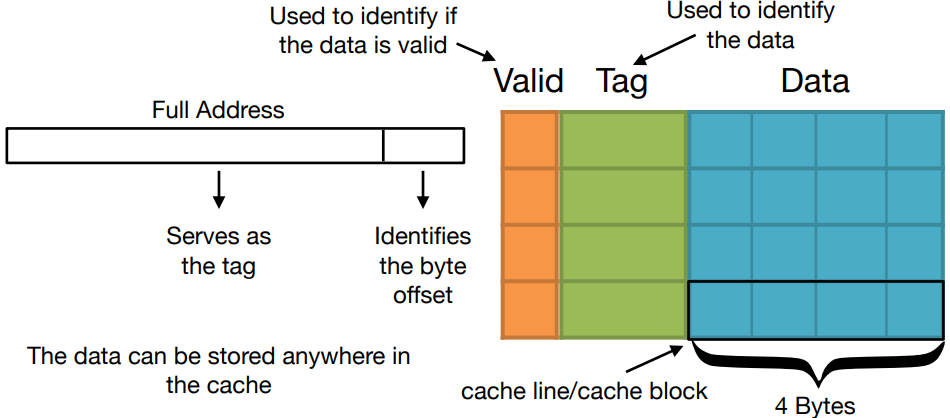 Used to identify if
the data is valid
Used to identify
the data
Valid
Tag
Data
Full Address
Serves as
the tag
Identifies
the byte
offset
The data can be stored anywhere in
the cache
cache line/cache block
4 Bytes